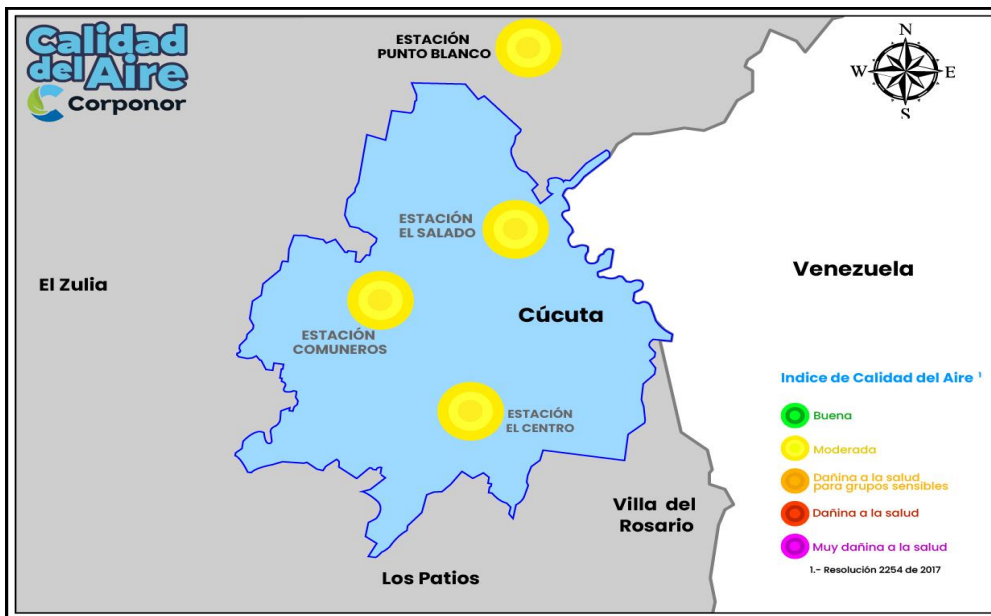 Calidad
del Aire
Corponor
ESTACIÓN
PUNTO BLANCO
N
W
E
S
ESTACIÓN
EL SALADO
El Zulia
Venezuela
Cúcuta
ESTACIÓN
COMUNEROS
Indice de Calidad del Aire ¹
Buena
Moderada
Dañina a la salud
para grupos sensibles
Dañina a la salud
Muy dañina a la salud
1.- Resolución 2254 de 2017
ESTACIÓN
EL CENTRO
Villa del
Rosario
Los Patios